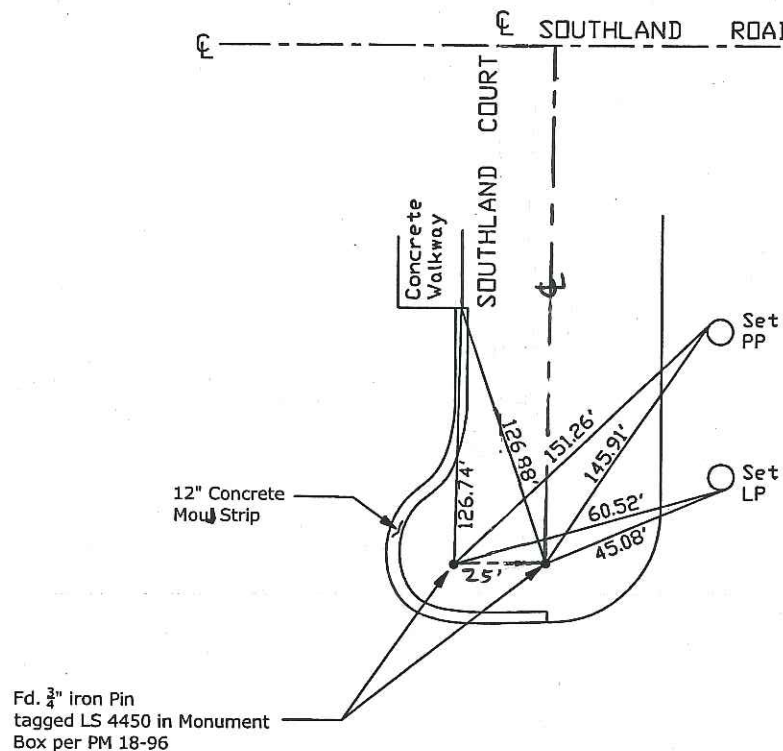 ℄
℄ SOUTHLAND ROAD
SOUTHLAND COURT
Concrete
Walkway
℄
Set
PP
151.26'
126.88'
145.91'
126.74'
Set
LP
60.52'
45.08'
12" Concrete
Mow Strip
25'
Fd. 3/4" iron Pin
tagged LS 4450 in Monument
Box per PM 18-96